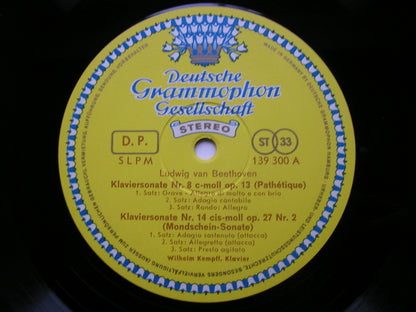 Deutsche
Grammophon
Gesellschaft
STEREO
D. P.
SLPM
ST 33
139 300 A
Ludwig van Beethoven
Klaviersonate Nr. 8 c-moll op. 13 (Pathétique)
1. Satz: Grave - Allegro di molto e con brio
2. Satz: Adagio cantabile
3. Satz: Rondo: Allegro
Klaviersonate Nr. 14 cis-moll op. 27 Nr. 2
(Mondschein-Sonate)
1. Satz: Adagio sostenuto (attacca)
2. Satz: Allegretto (attacca)
3. Satz: Presto agitato
Wilhelm Kempff, Klavier
MADE IN GERMANY